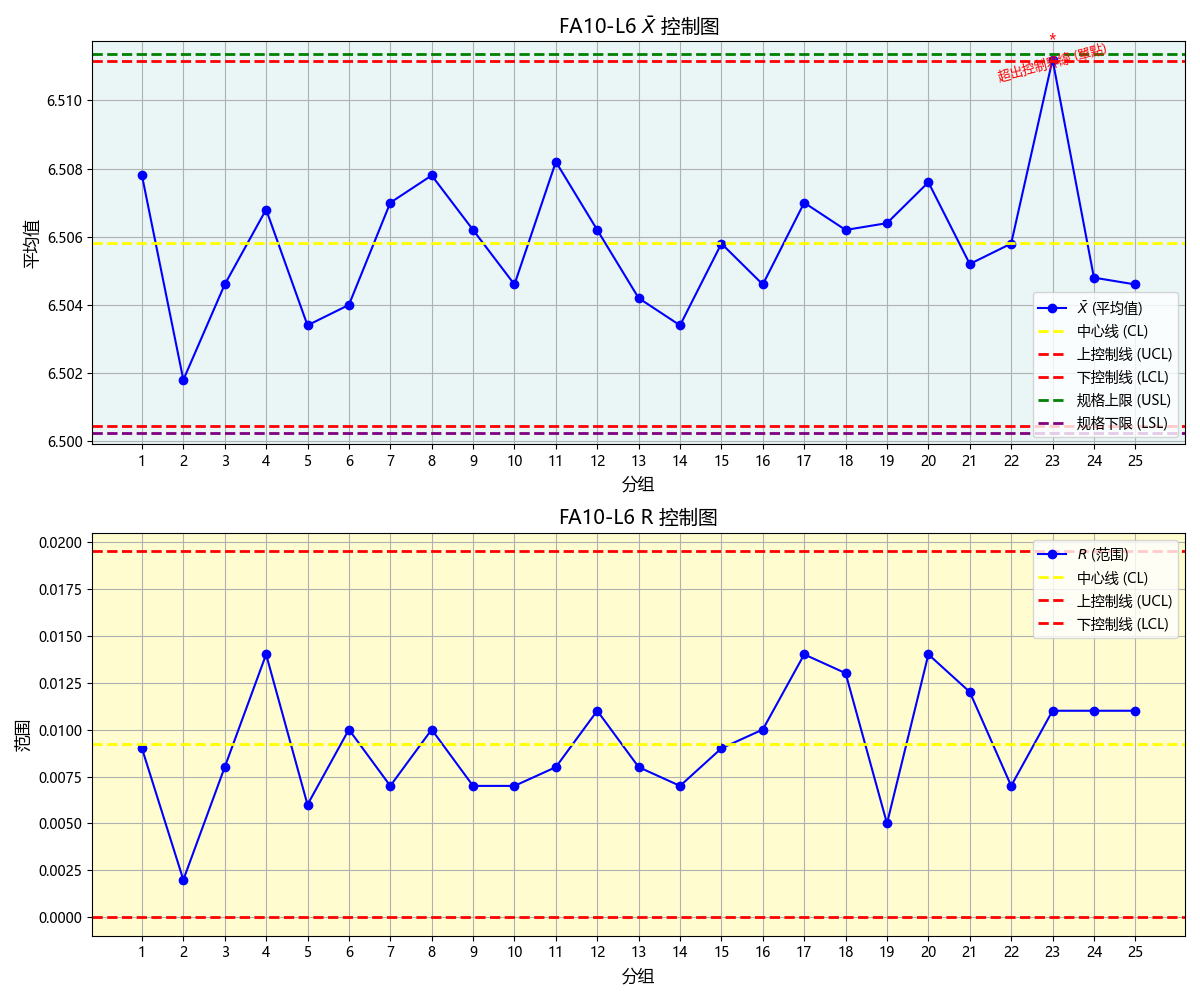 FA10-L6 X̄ 控制图
*
超出控制界線 (單點)
平均值
6.510
6.508
6.506
6.504
6.502
6.500
X̄ (平均值)
中心线 (CL)
上控制线 (UCL)
下控制线 (LCL)
规格上限 (USL)
规格下限 (LSL)
1 2 3 4 5 6 7 8 9 10 11 12 13 14 15 16 17 18 19 20 21 22 23 24 25
分组
FA10-L6 R 控制图
范围
0.0200
0.0175
0.0150
0.0125
0.0100
0.0075
0.0050
0.0025
0.0000
R (范围)
中心线 (CL)
上控制线 (UCL)
下控制线 (LCL)
1 2 3 4 5 6 7 8 9 10 11 12 13 14 15 16 17 18 19 20 21 22 23 24 25
分组